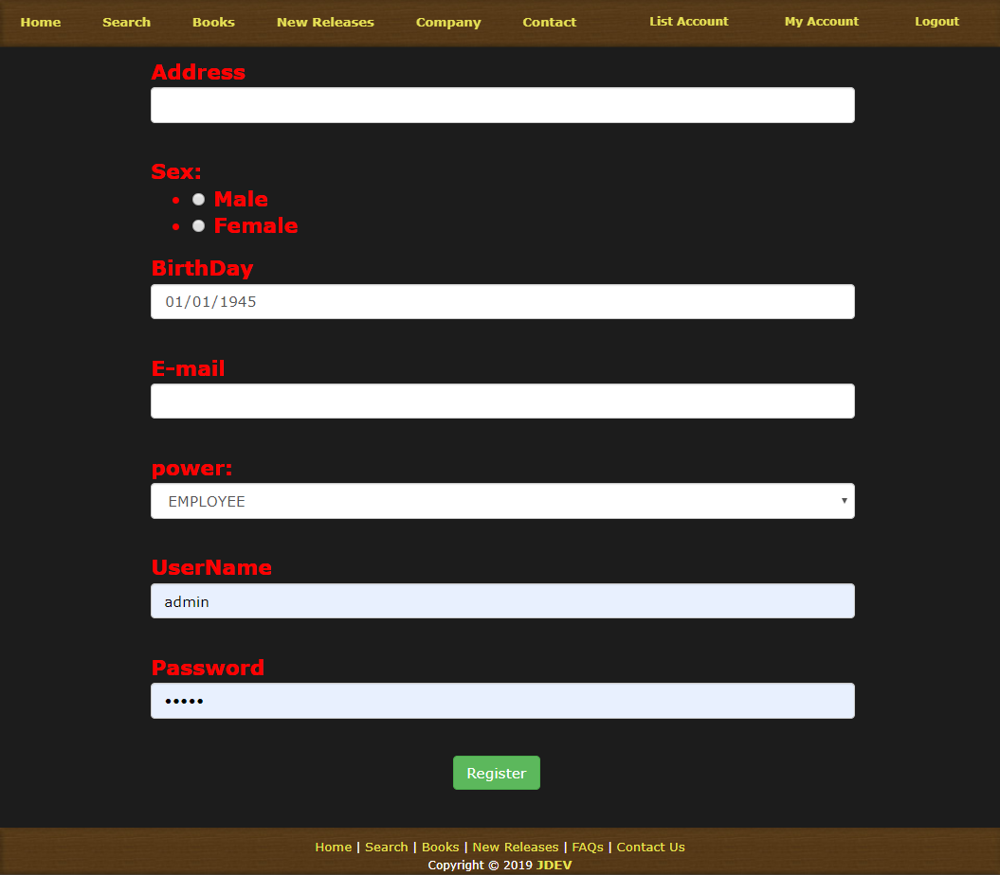 Home Search Books New Releases Company Contact List Account My Account Logout
Address
Sex:
• Male
• Female
BirthDay
01/01/1945
E-mail
power:
EMPLOYEE
UserName
admin
Password
•••••
Register
Home | Search | Books | New Releases | FAQs | Contact Us
Copyright © 2019 JDEV